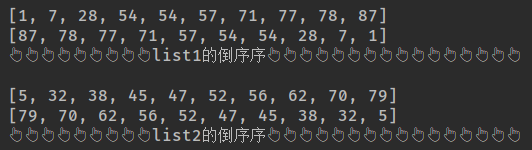 [1, 7, 28, 54, 54, 57, 71, 77, 78, 87]
[87, 78, 77, 71, 57, 54, 54, 28, 7, 1]
👆👆👆👆👆👆👆👆👆list1的倒序序👆👆👆👆👆👆👆👆👆👆👆👆👆👆👆👆
[5, 32, 38, 45, 47, 52, 56, 62, 70, 79]
[79, 70, 62, 56, 52, 47, 45, 38, 32, 5]
👆👆👆👆👆👆👆👆👆list2的倒序序👆👆👆👆👆👆👆👆👆👆👆👆👆👆👆👆